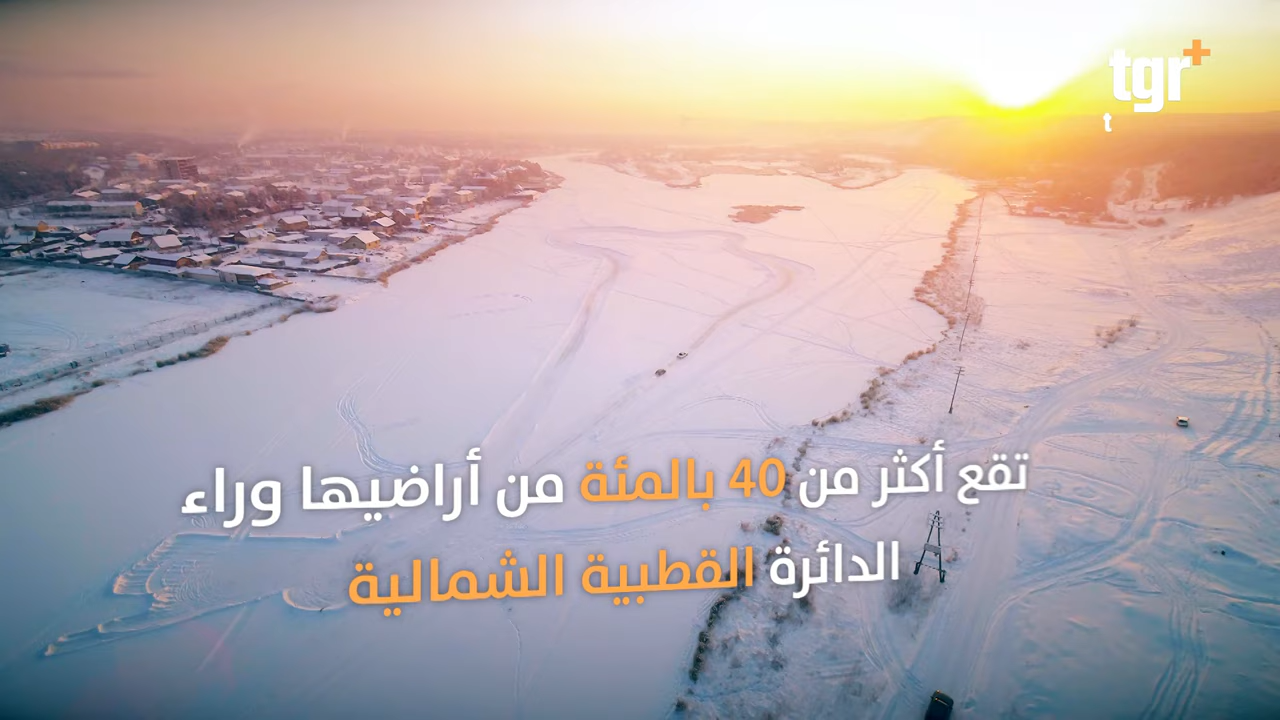 tgr+
t
تقع أكثر من 40 بالمئة من أراضيها وراء
الدائرة القطبية الشمالية